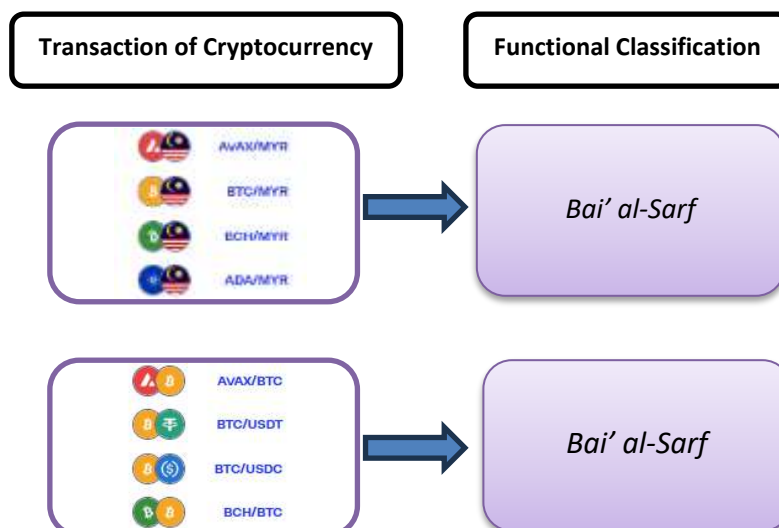 Transaction of Cryptocurrency
Functional Classification
AVAX/MYR
BTC/MYR
BCH/MYR
ADA/MYR
Bai’ al-Sarf
AVAX/BTC
BTC/USDT
BTC/USDC
BCH/BTC
Bai’ al-Sarf